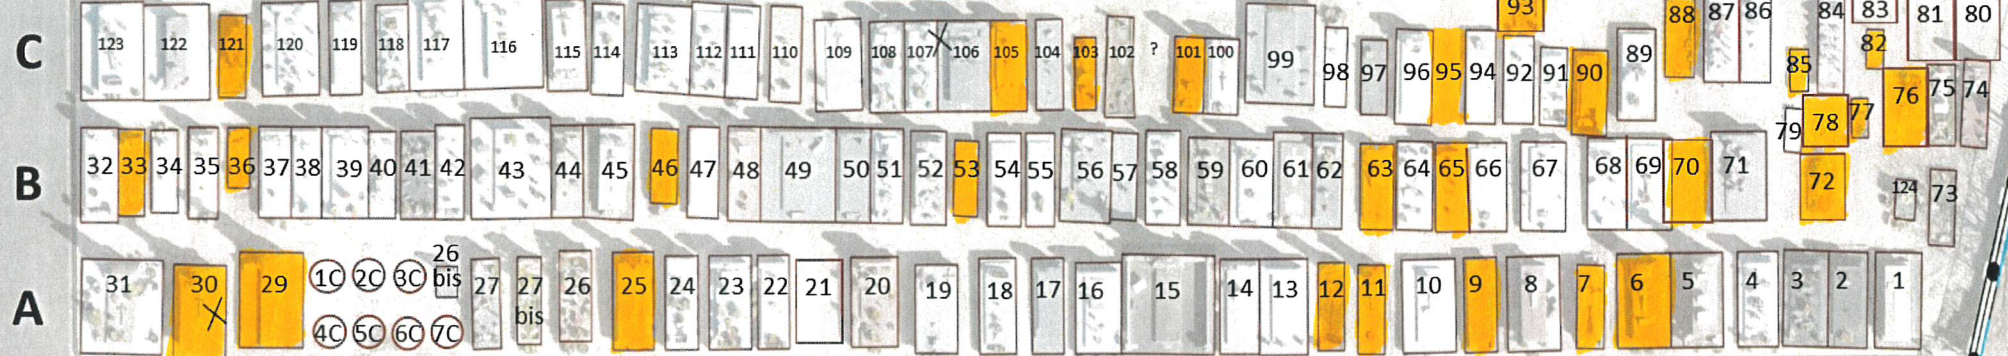 93 88 87 86 84 83 81 80
C 123 122 121 120 119 118 117 116 115 114 113 112 111 110 109 108 107 106 105 104 103 102 ? 101 100 99 98 97 96 95 94 92 91 90 89 85 82 76 75 74
79 78 77
B 32 33 34 35 36 37 38 39 40 41 42 43 44 45 46 47 48 49 50 51 52 53 54 55 56 57 58 59 60 61 62 63 64 65 66 67 68 69 70 71 72 124 73
26
A 31 30 29 1C 2C 3C bis 27 27 26 25 24 23 22 21 20 19 18 17 16 15 14 13 12 11 10 9 8 7 6 5 4 3 2 1
bis
4C 5C 6C 7C